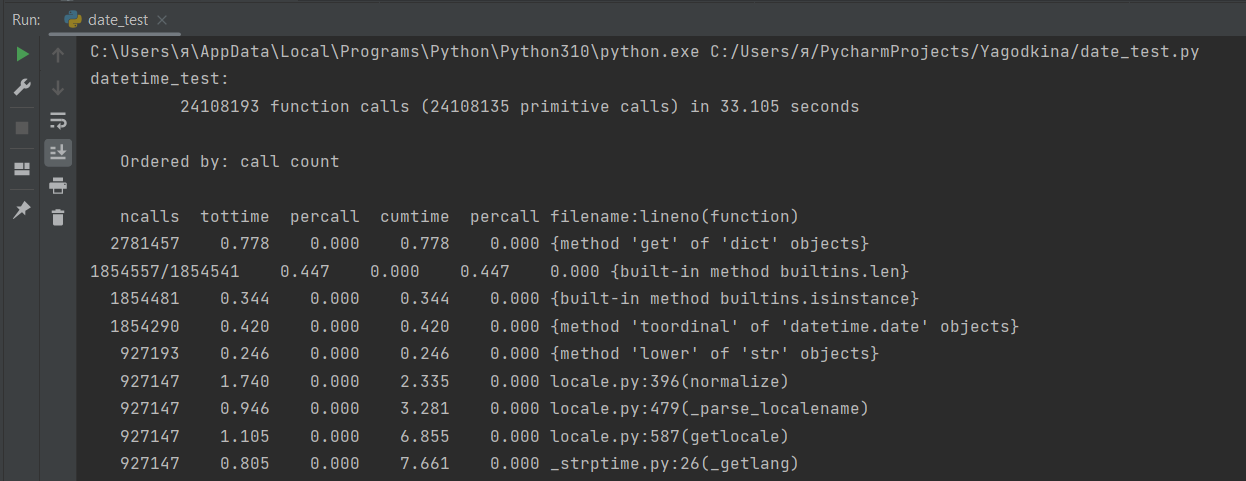 Run: date_test
C:\Users\я\AppData\Local\Programs\Python\Python310\python.exe C:/Users/я/PycharmProjects/Yagodkina/date_test.py
datetime_test:
         24108193 function calls (24108135 primitive calls) in 33.105 seconds
   Ordered by: call count
   ncalls  tottime  percall  cumtime  percall filename:lineno(function)
  2781457    0.778    0.000    0.778    0.000 {method 'get' of 'dict' objects}
1854557/1854541    0.447    0.000    0.447    0.000 {built-in method builtins.len}
  1854481    0.344    0.000    0.344    0.000 {built-in method builtins.isinstance}
  1854290    0.420    0.000    0.420    0.000 {method 'toordinal' of 'datetime.date' objects}
   927193    0.246    0.000    0.246    0.000 {method 'lower' of 'str' objects}
   927147    1.740    0.000    2.335    0.000 locale.py:396(normalize)
   927147    0.946    0.000    3.281    0.000 locale.py:479(_parse_localename)
   927147    1.105    0.000    6.855    0.000 locale.py:587(getlocale)
   927147    0.805    0.000    7.661    0.000 _strptime.py:26(_getlang)